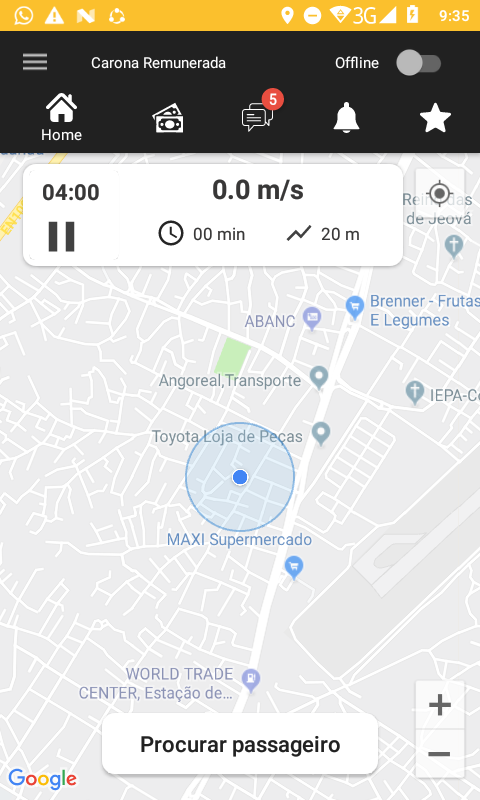 3G 9:35
Carona Remunerada
Offline
Home
5
04:00
0.0 m/s
00 min
20 m
de Jeová
Brenner - Frutas
E Legumes
ABANC
Angoreal,Transporte
IEPA-Co
Toyota Loja de Peças
MAXI Supermercado
WORLD TRADE
CENTER, Estação de...
Procurar passageiro
+
−
Google